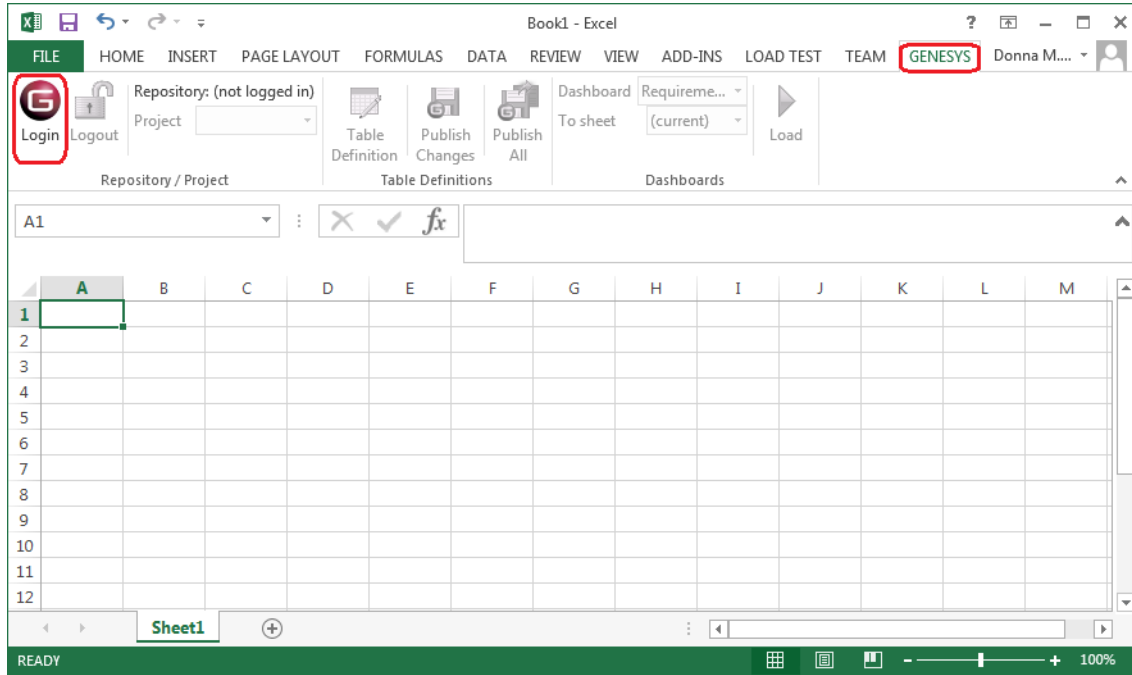 Book1 - Excel
?
FILE HOME INSERT PAGE LAYOUT FORMULAS DATA REVIEW VIEW ADD-INS LOAD TEST TEAM GENESYS Donna M....
Repository: (not logged in)
Project
Login Logout
Table Definition
Publish Changes
Publish All
Dashboard Requireme...
To sheet (current)
Load
Repository / Project Table Definitions Dashboards
A1 fx
A B C D E F G H I J K L M
1
2
3
4
5
6
7
8
9
10
11
12
Sheet1
READY 100%